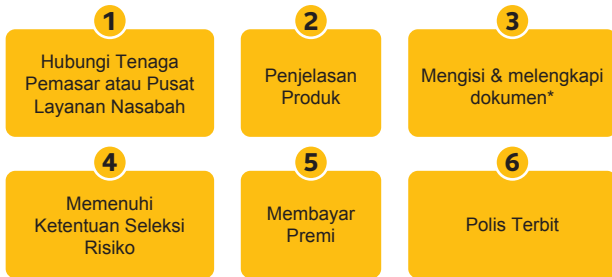 1
Hubungi Tenaga
Pemasar atau Pusat
Layanan Nasabah
2
Penjelasan
Produk
3
Mengisi & melengkapi
dokumen*
4
Memenuhi
Ketentuan Seleksi
Risiko
5
Membayar
Premi
6
Polis Terbit